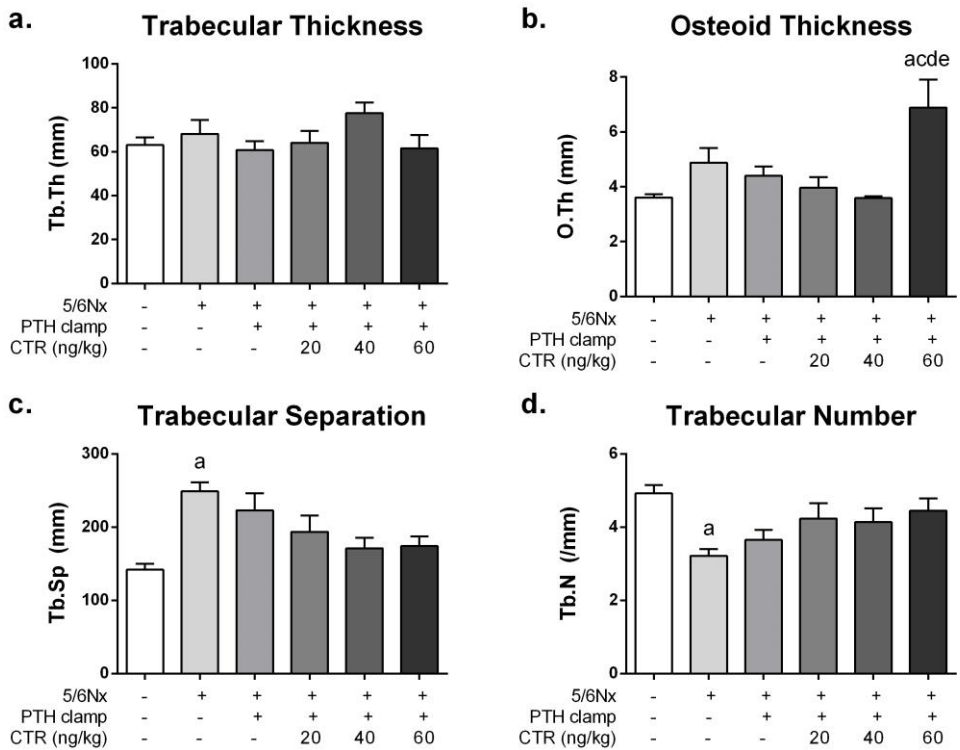 a. Trabecular Thickness
100
80
60
40
20
0
Tb.Th (mm)
5/6Nx - + + + + +
PTH clamp - - + + + +
CTR (ng/kg) - - - 20 40 60
b. Osteoid Thickness
acde
8
6
4
2
0
O.Th (mm)
5/6Nx - + + + + +
PTH clamp - - + + + +
CTR (ng/kg) - - - 20 40 60
c. Trabecular Separation
a
300
200
100
0
Tb.Sp (mm)
5/6Nx - + + + + +
PTH clamp - - + + + +
CTR (ng/kg) - - - 20 40 60
d. Trabecular Number
a
6
4
2
0
Tb.N (/mm)
5/6Nx - + + + + +
PTH clamp - - + + + +
CTR (ng/kg) - - - 20 40 60